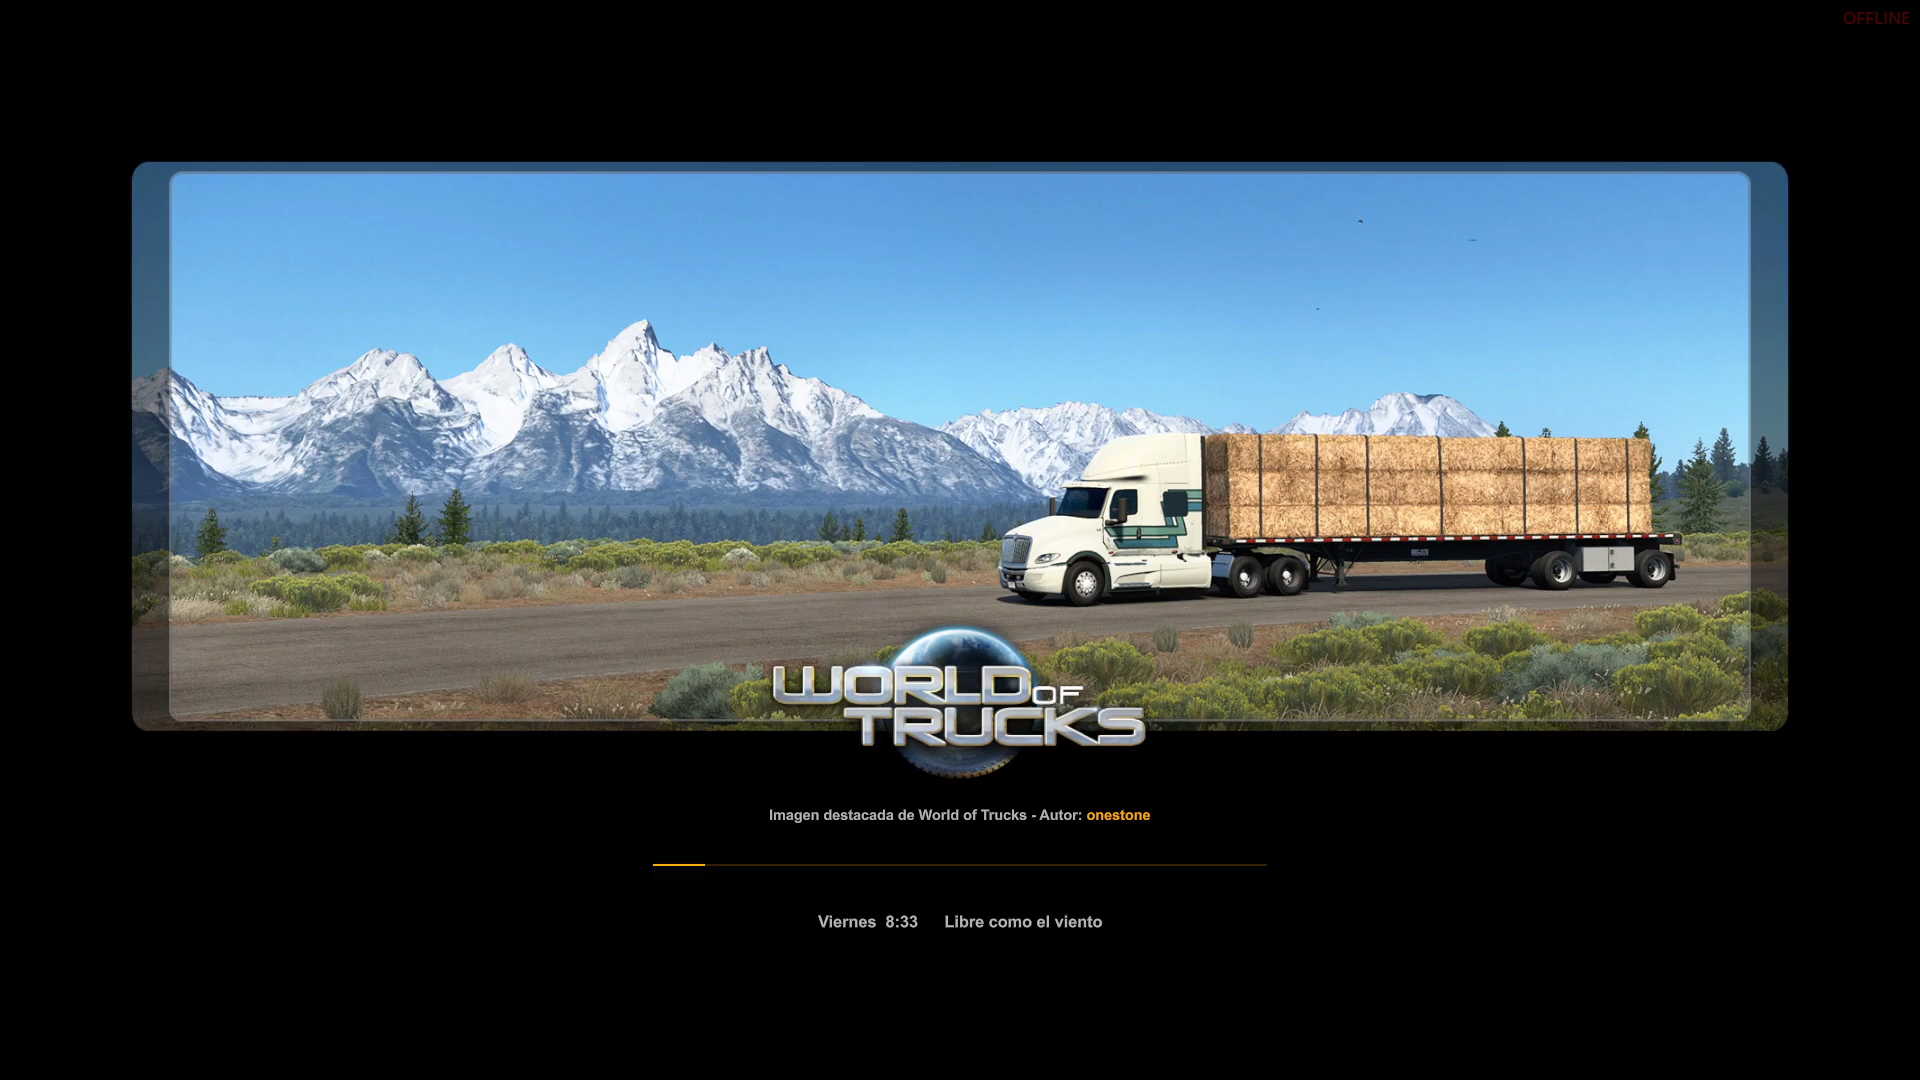 OFFLINE
WORLD OF
TRUCKS
Imagen destacada de World of Trucks - Autor: onestone
Viernes 8:33 Libre como el viento